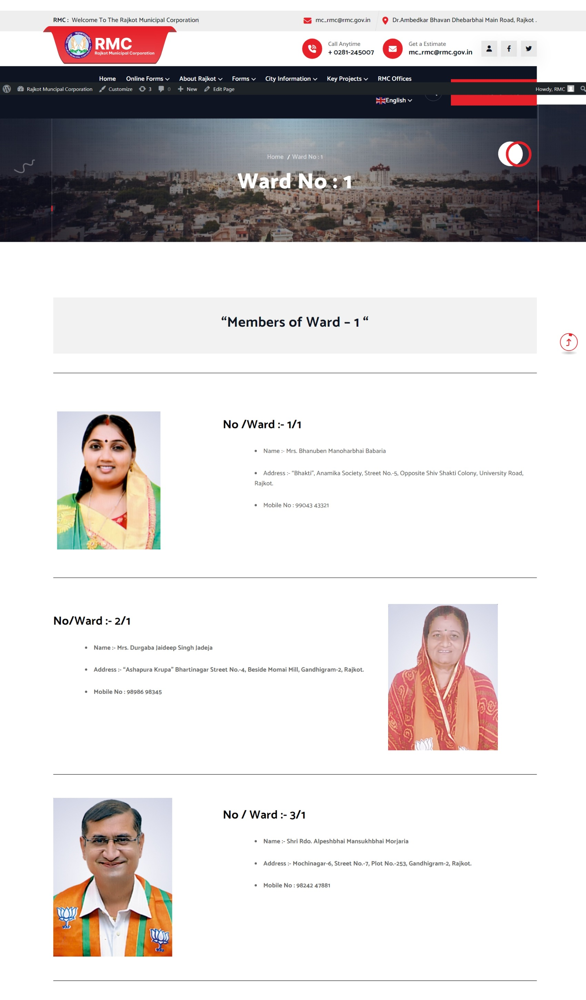 RMC : Welcome To The Rajkot Municipal Corporation
mc_rmc@rmc.gov.in
Dr.Ambedkar Bhavan Dhebarbhai Main Road, Rajkot .
RMC
Rajkot Municipal Corporation
Call Anytime
+ 0281-245007
Get a Estimate
mc_rmc@rmc.gov.in
Home Online Forms About Rajkot Forms City Information Key Projects RMC Offices
Rajkot Muncipal Corporation Customize 3 0 New Edit Page Howdy, RMC
English
Home / Ward No : 1
Ward No : 1
“Members of Ward – 1 “
No /Ward :- 1/1
• Name :- Mrs. Bhanuben Manoharbhai Babaria
• Address :- “Bhakti”, Anamika Society, Street No.-5, Opposite Shiv Shakti Colony, University Road,
Rajkot.
• Mobile No : 99043 43321
No/Ward :- 2/1
• Name :- Mrs. Durgaba Jaideep Singh Jadeja
• Address :- “Ashapura Krupa” Bhartinagar Street No.-4, Beside Momai Mill, Gandhigram-2, Rajkot.
• Mobile No : 98986 98345
No / Ward :- 3/1
• Name :- Shri Rdo. Alpeshbhai Mansukhbhai Morjaria
• Address :- Mochinagar-6, Street No.-7, Plot No.-253, Gandhigram-2, Rajkot.
• Mobile No : 98242 47881